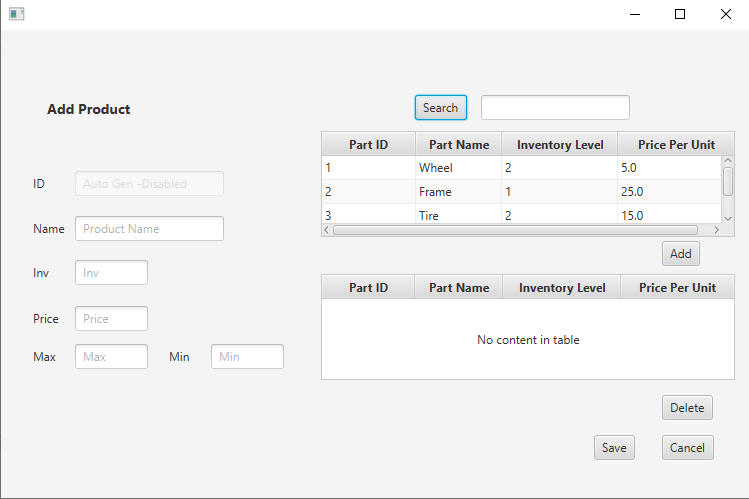 Add Product
Search
Part ID Part Name Inventory Level Price Per Unit
1 Wheel 2 5.0
2 Frame 1 25.0
3 Tire 2 15.0
Add
ID Auto Gen -Disabled
Name Product Name
Inv Inv
Price Price
Max Max Min Min
Part ID Part Name Inventory Level Price Per Unit
No content in table
Delete
Save Cancel